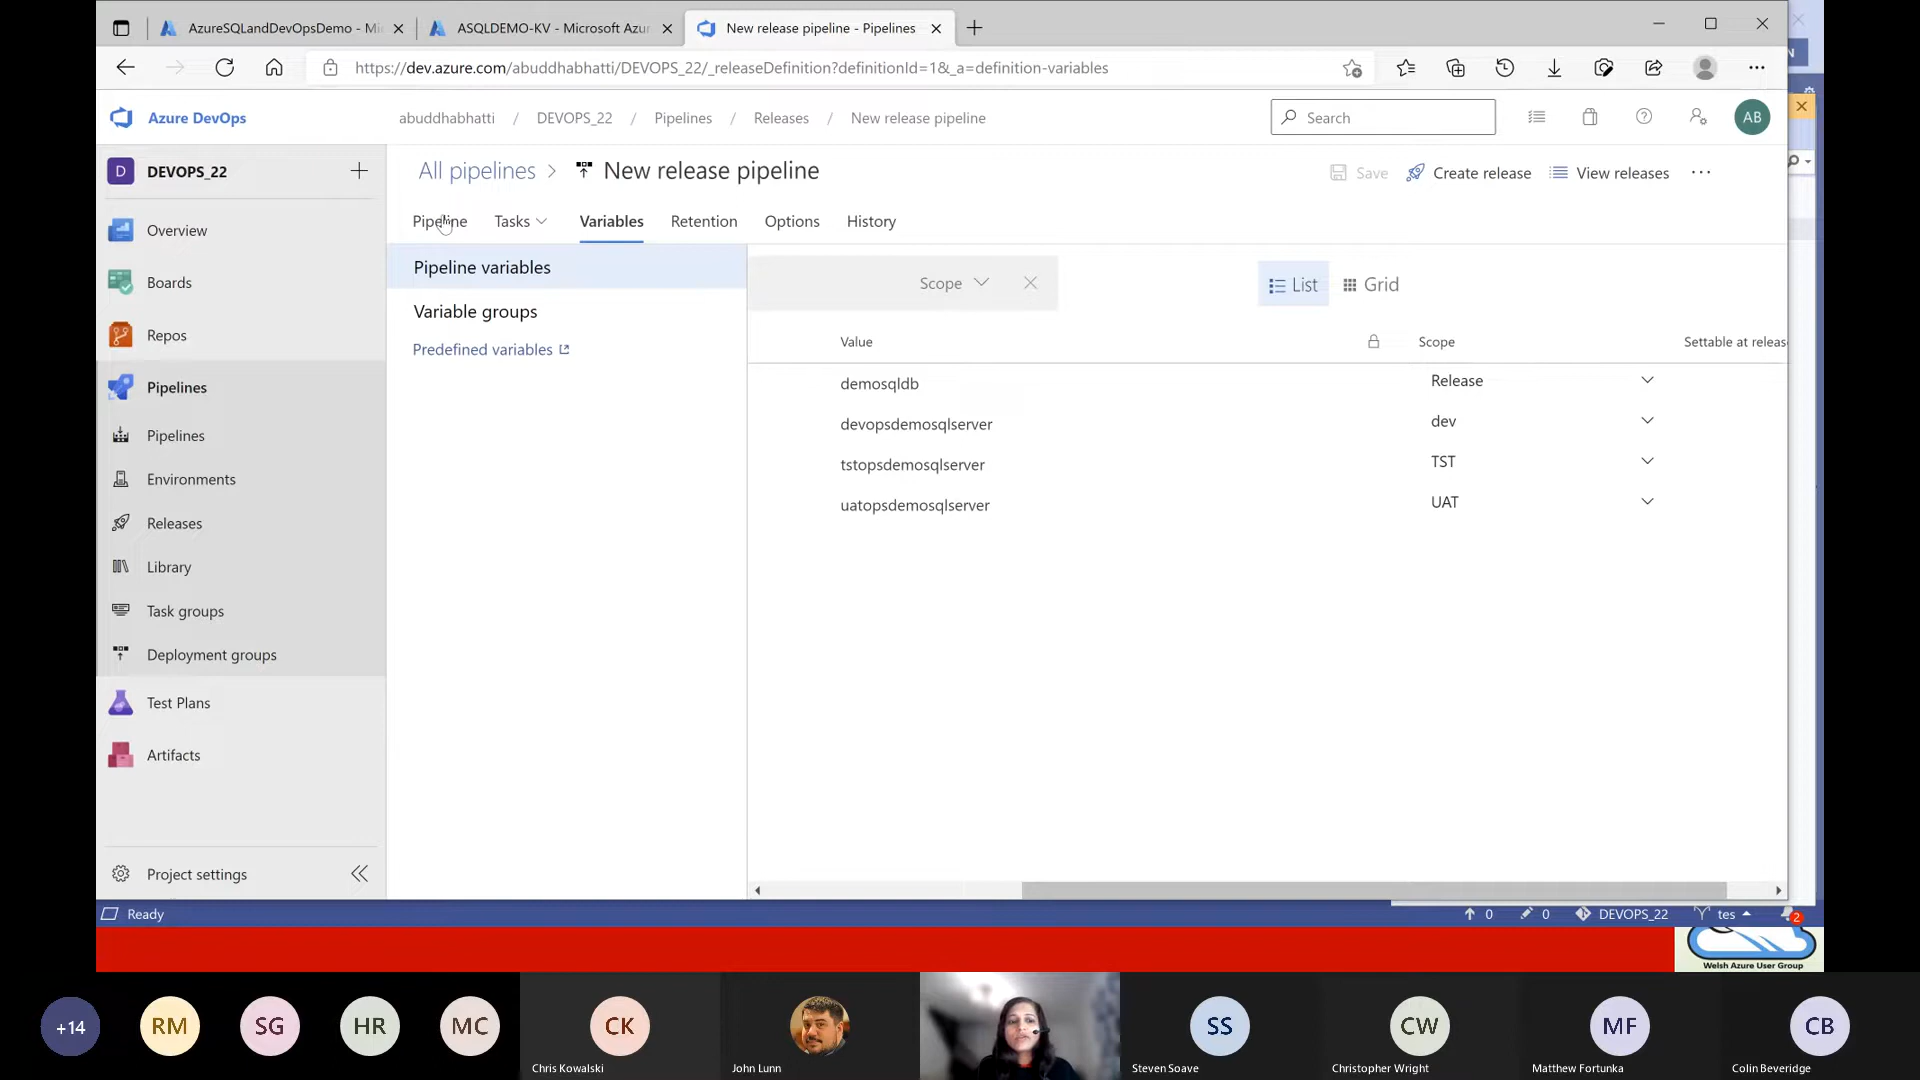 AzureSQLandDevOpsDemo - Mi
ASQLDEMO-KV - Microsoft Azur
New release pipeline - Pipelines
https://dev.azure.com/abuddhabhatti/DEVOPS_22/_releaseDefinition?definitionId=1&_a=definition-variables
Azure DevOps
abuddhabhatti / DEVOPS_22 / Pipelines / Releases / New release pipeline
Search
AB
D DEVOPS_22
All pipelines > New release pipeline
Save
Create release
View releases
Pipeline
Tasks
Variables
Retention
Options
History
Overview
Boards
Repos
Pipelines
Pipelines
Environments
Releases
Library
Task groups
Deployment groups
Test Plans
Artifacts
Project settings
Pipeline variables
Variable groups
Predefined variables
Scope
List
Grid
Value Scope Settable at releas
demosqldb Release
devopsdemosqlserver dev
tstopsdemosqlserver TST
uatopsdemosqlserver UAT
Ready
0
0
DEVOPS_22
tes
2
Welsh Azure User Group
+14
RM
SG
HR
MC
CK
Chris Kowalski
John Lunn
SS
Steven Soave
CW
Christopher Wright
MF
Matthew Fortunka
CB
Colin Beveridge